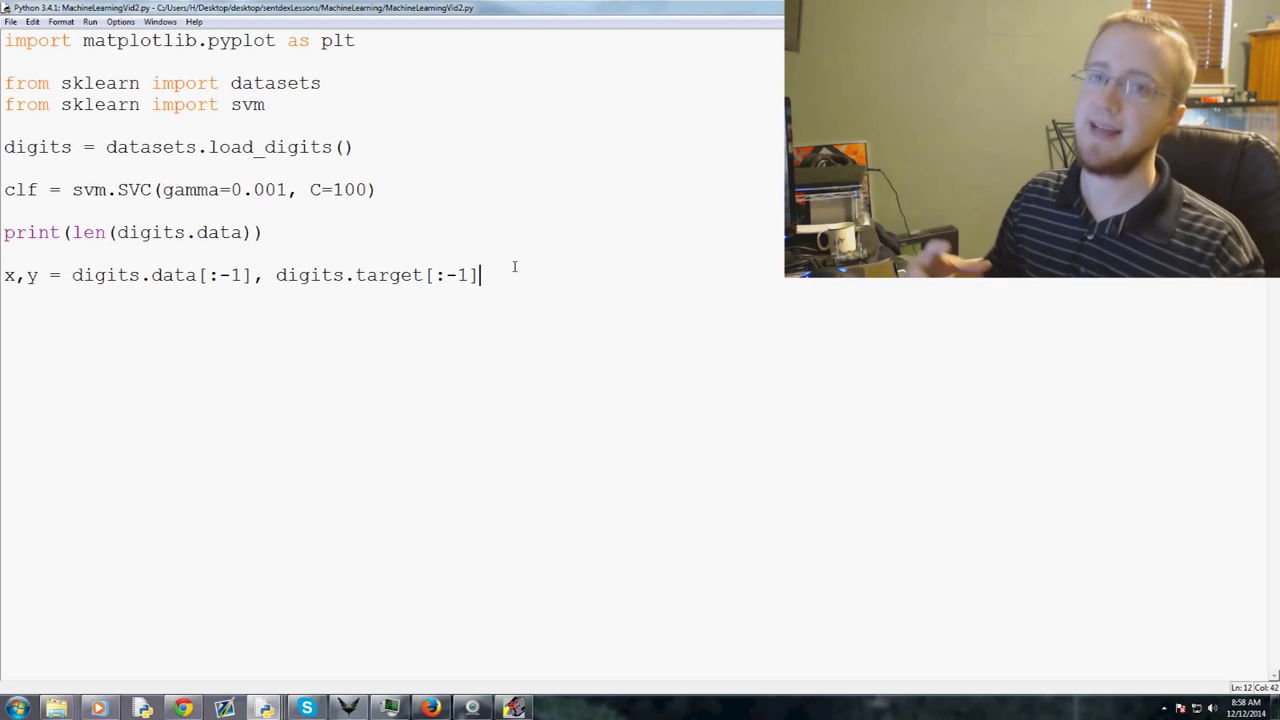 Python 3.4.1: MachineLearningVid2.py - C:/Users/H/Desktop/desktop/sentdexLessons/MachineLearning/MachineLearningVid2.py
File Edit Format Run Options Windows Help
import matplotlib.pyplot as plt
from sklearn import datasets
from sklearn import svm
digits = datasets.load_digits()
clf = svm.SVC(gamma=0.001, C=100)
print(len(digits.data))
x,y = digits.data[:-1], digits.target[:-1]
Ln: 12 Col: 42
8:58 AM
12/12/2014